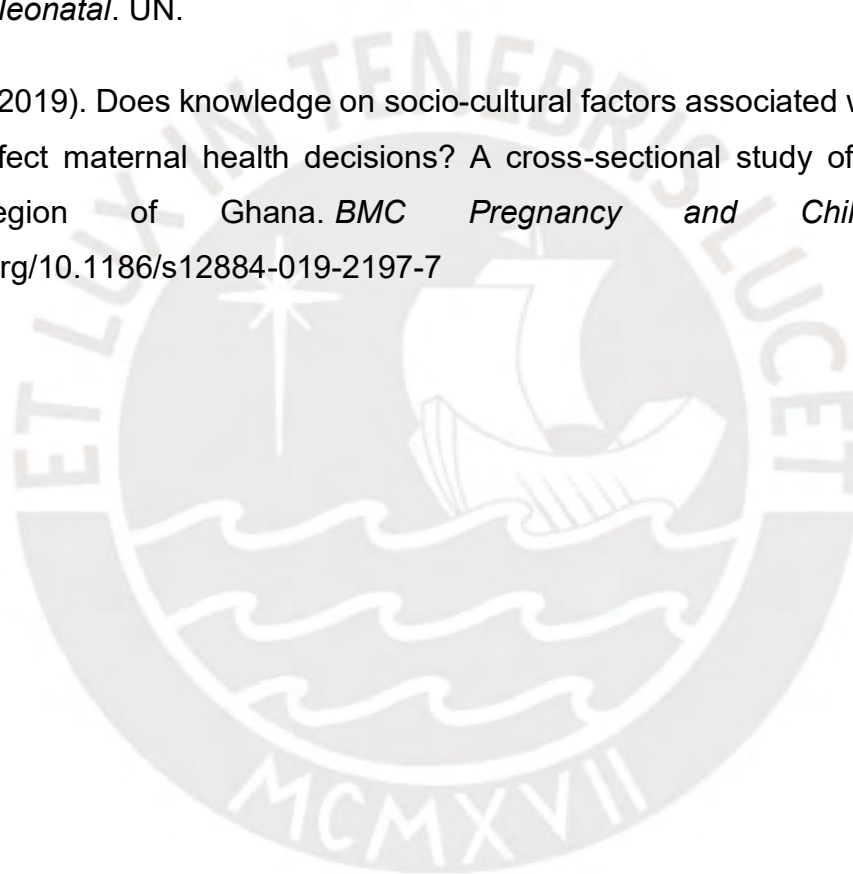 leonatal. UN.
2019). Does knowledge on socio-cultural factors associated
fect maternal health decisions? A cross-sectional study of
egion of Ghana. BMC Pregnancy and Chil
rg/10.1186/s12884-019-2197-7
ET LUX IN TENEBRIS LUCET
MCMXVII